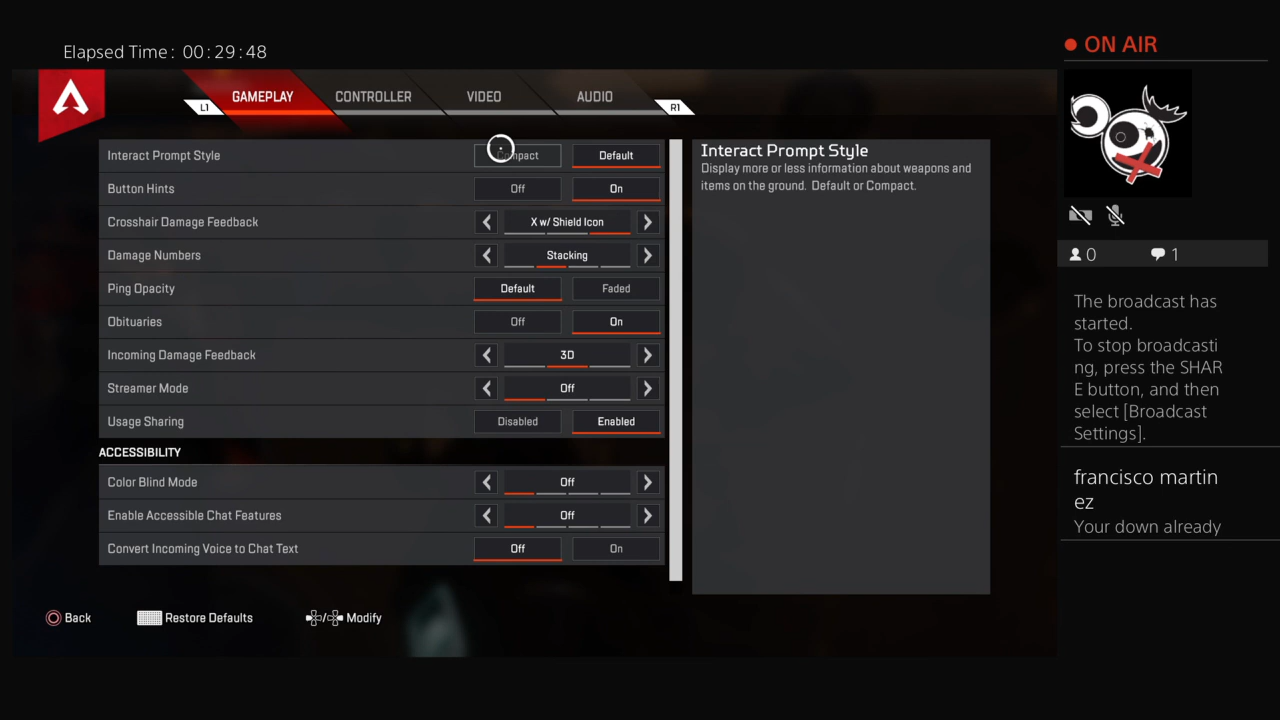 Elapsed Time: 00:29:48
ON AIR
L1
GAMEPLAY
CONTROLLER
VIDEO
AUDIO
R1
Interact Prompt Style
Compact
Default
Interact Prompt Style
Display more or less information about weapons and
items on the ground. Default or Compact.
Button Hints
Off
On
Crosshair Damage Feedback
X w/ Shield Icon
Damage Numbers
Stacking
Ping Opacity
Default
Faded
Obituaries
Off
On
Incoming Damage Feedback
3D
Streamer Mode
Off
Usage Sharing
Disabled
Enabled
ACCESSIBILITY
Color Blind Mode
Off
Enable Accessible Chat Features
Off
Convert Incoming Voice to Chat Text
Off
On
Back
Restore Defaults
/
Modify
0
1
The broadcast has
started.
To stop broadcasti
ng, press the SHAR
E button, and then
select [Broadcast
Settings].
francisco martin
ez
Your down already